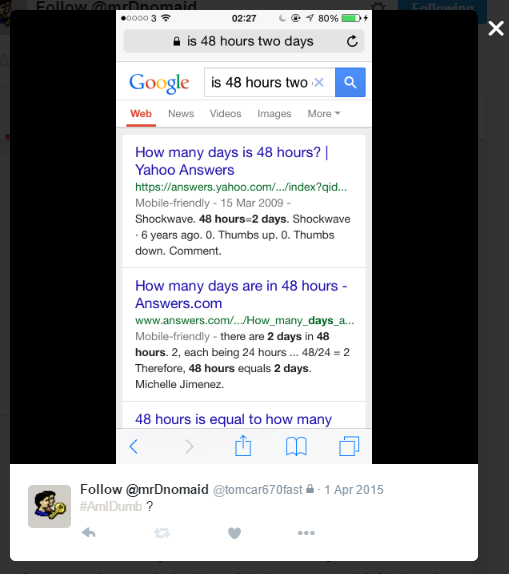 Follow @mrDnomaid
Following
3 02:27 80%
is 48 hours two days
Google is 48 hours two
Web News Videos Images More
How many days is 48 hours? |
Yahoo Answers
https://answers.yahoo.com/.../index?qid...
Mobile-friendly - 15 Mar 2009 -
Shockwave. 48 hours=2 days. Shockwave
· 6 years ago. 0. Thumbs up. 0. Thumbs
down. Comment.
How many days are in 48 hours -
Answers.com
www.answers.com/.../How_many_days_a...
Mobile-friendly - there are 2 days in 48
hours. 2, each being 24 hours ... 48/24 = 2
Therefore, 48 hours equals 2 days.
Michelle Jimenez.
48 hours is equal to how many
Follow @mrDnomaid @tomcar670fast · 1 Apr 2015
#AmIDumb ?